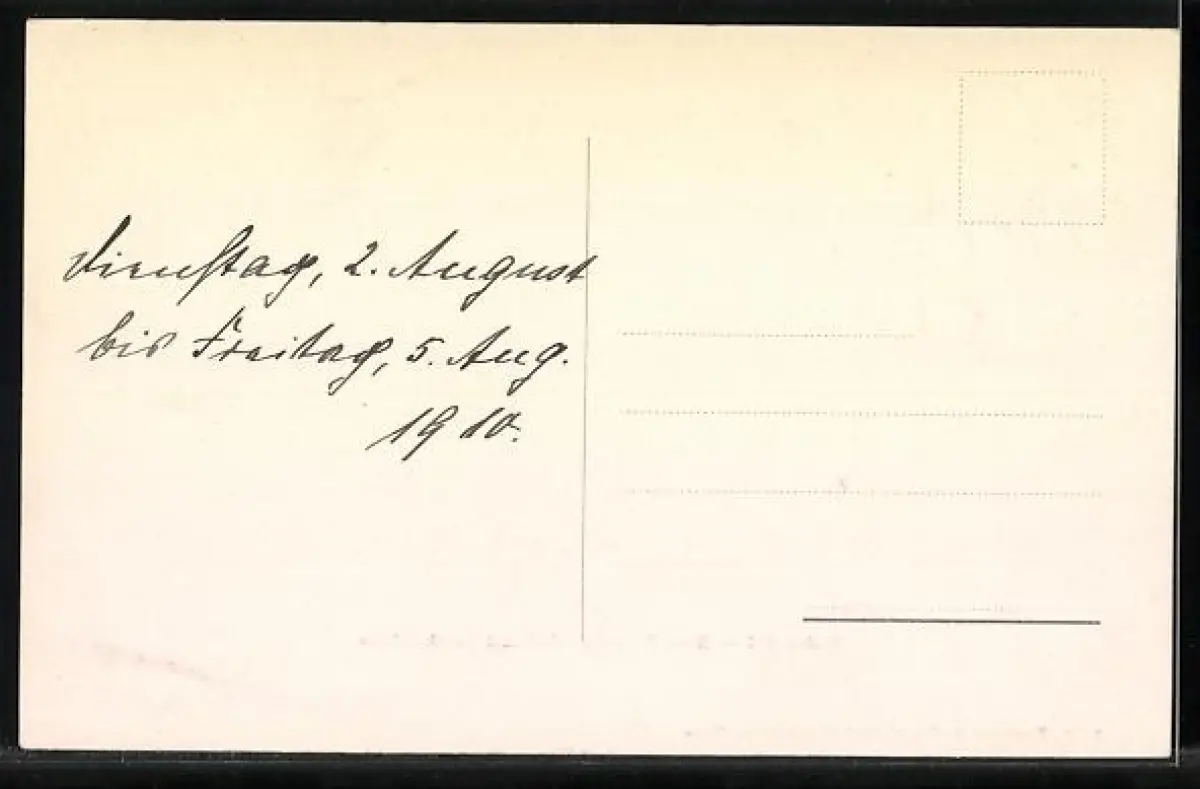 Dienstag, 2. August
bis Freitag, 5. Aug.
1910.